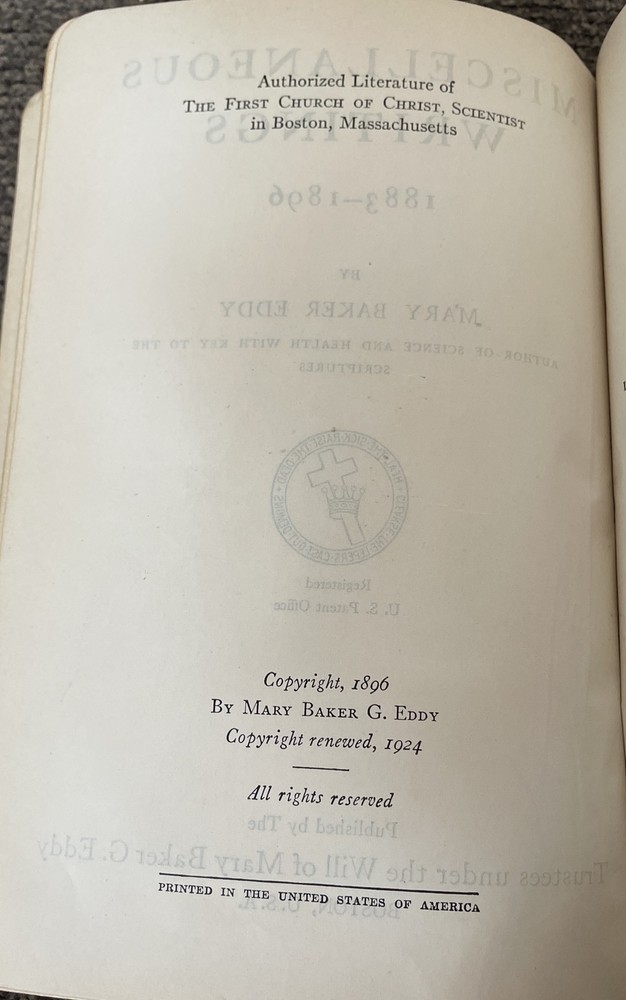 Authorized Literature of
THE FIRST CHURCH OF CHRIST, SCIENTIST
in Boston, Massachusetts
Copyright, 1896
BY MARY BAKER G. EDDY
Copyright renewed, 1924
All rights reserved
PRINTED IN THE UNITED STATES OF AMERICA